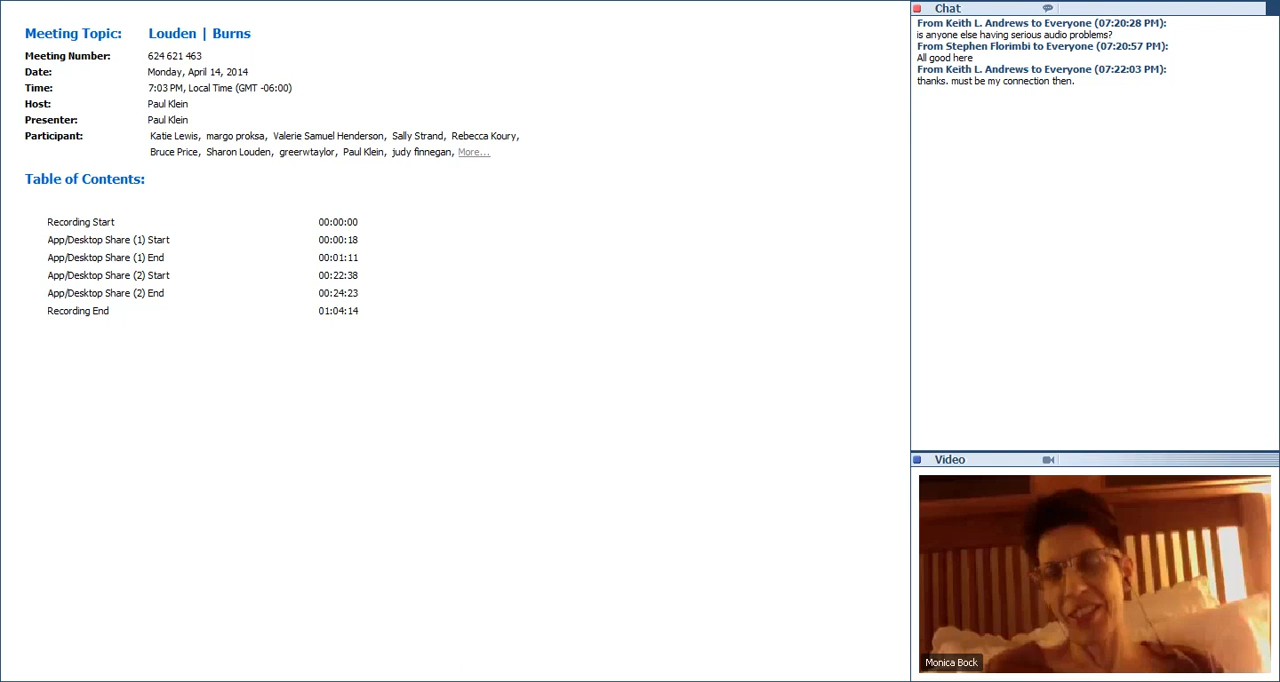 Meeting Topic: Louden | Burns
Meeting Number: 624 621 463
Date: Monday, April 14, 2014
Time: 7:03 PM, Local Time (GMT -06:00)
Host: Paul Klein
Presenter: Paul Klein
Participant: Katie Lewis, margo proksa, Valerie Samuel Henderson, Sally Strand, Rebecca Koury,
Bruce Price, Sharon Louden, greerwtaylor, Paul Klein, judy finnegan, More...
Table of Contents:
Recording Start 00:00:00
App/Desktop Share (1) Start 00:00:18
App/Desktop Share (1) End 00:01:11
App/Desktop Share (2) Start 00:22:38
App/Desktop Share (2) End 00:24:23
Recording End 01:04:14
Chat
From Keith L. Andrews to Everyone (07:20:28 PM):
is anyone else having serious audio problems?
From Stephen Florimbi to Everyone (07:20:57 PM):
All good here
From Keith L. Andrews to Everyone (07:22:03 PM):
thanks. must be my connection then.
Video
Monica Bock